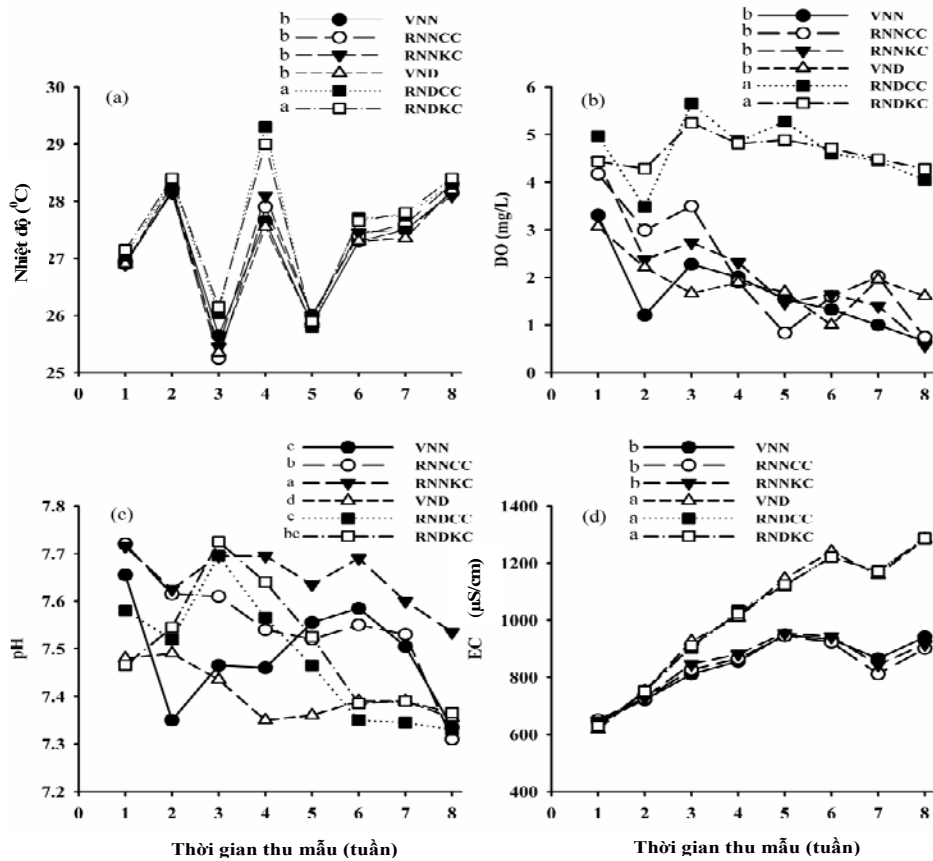 b VNN
b RNNCC
b RNNKC
b VND
a RNDCC
a RNDKC
(a)
Nhiệt độ (⁰C)
30
29
28
27
26
25
0 1 2 3 4 5 6 7 8
b VNN
b RNNCC
b RNNKC
b VND
a RNDCC
a RNDKC
(b)
DO (mg/L)
6
5
4
3
2
1
0
0 1 2 3 4 5 6 7 8
c VNN
b RNNCC
a RNNKC
d VND
c RNDCC
bc RNDKC
(c)
pH
7.8
7.7
7.6
7.5
7.4
7.3
7.2
0 1 2 3 4 5 6 7 8
Thời gian thu mẫu (tuần)
b VNN
b RNNCC
b RNNKC
a VND
a RNDCC
a RNDKC
(d)
EC (µS/cm)
1400
1200
1000
800
600
400
0 1 2 3 4 5 6 7 8
Thời gian thu mẫu (tuần)